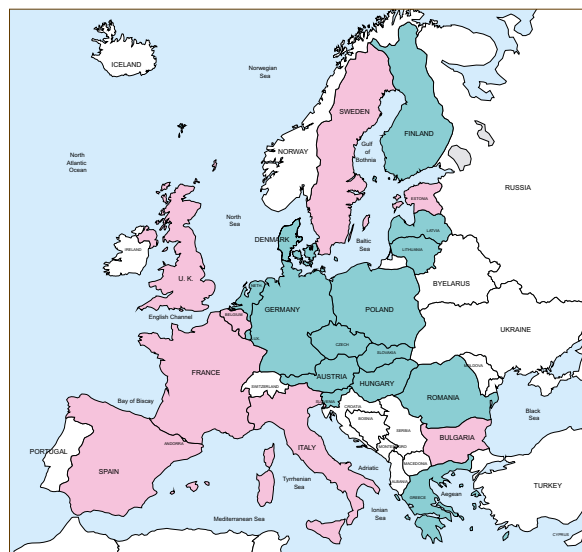 ICELAND
Norwegian
Sea
SWEDEN
FINLAND
NORWAY
Gulf
of
Bothnia
North
Atlantic
Ocean
RUSSIA
ESTONIA
North
Sea
LATVIA
DENMARK
Baltic
Sea
LITHUANIA
IRELAND
U. K.
BYELARUS
NETH
GERMANY
POLAND
English Channel
BELGIUM
UKRAINE
LUX.
CZECH
SLOVAKIA
MOLDOVA
FRANCE
AUSTRIA
HUNGARY
SWITZERLAND
ROMANIA
Bay of Biscay
SLOVENIA
CROATIA
Black
Sea
BOSNIA
SERBIA
ANDORRA
ITALY
MONTENEGRO
BULGARIA
PORTUGAL
SPAIN
Adriatic
MACEDONIA
Tyrrhenian
Sea
ALBANIA
TURKEY
GREECE
Aegean
Ionian
Sea
Mediterranean Sea
CYPRUS